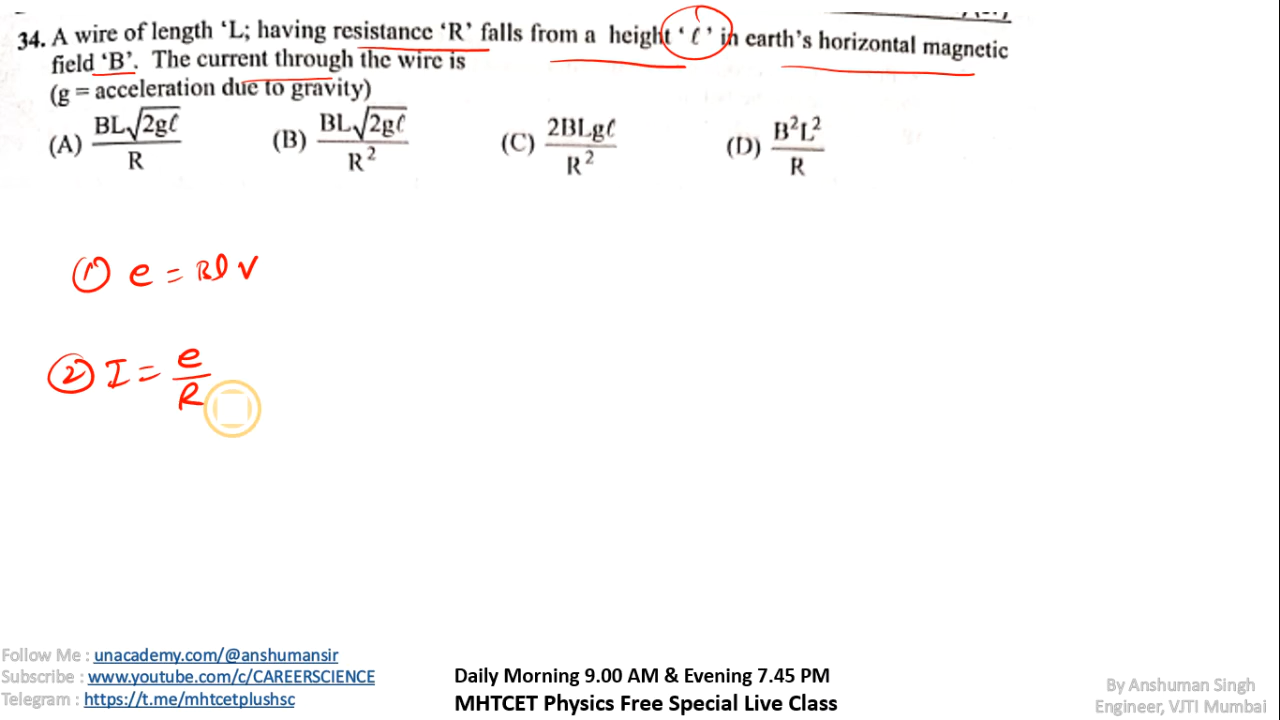 34. A wire of length ‘L; having resistance ‘R’ falls from a height ‘ℓ’ in earth’s horizontal magnetic
field ‘B’. The current through the wire is
(g = acceleration due to gravity)
(A) BL√2gℓ / R (B) BL√2gℓ / R² (C) 2BLgℓ / R² (D) B²L² / R
① e = Blv
② I = e / R
Follow Me : unacademy.com/@anshumansir
Subscribe : www.youtube.com/c/CAREERSCIENCE
Telegram : https://t.me/mhtcetplushsc
Daily Morning 9.00 AM & Evening 7.45 PM
MHTCET Physics Free Special Live Class
By Anshuman Singh
Engineer, VJTI Mumbai